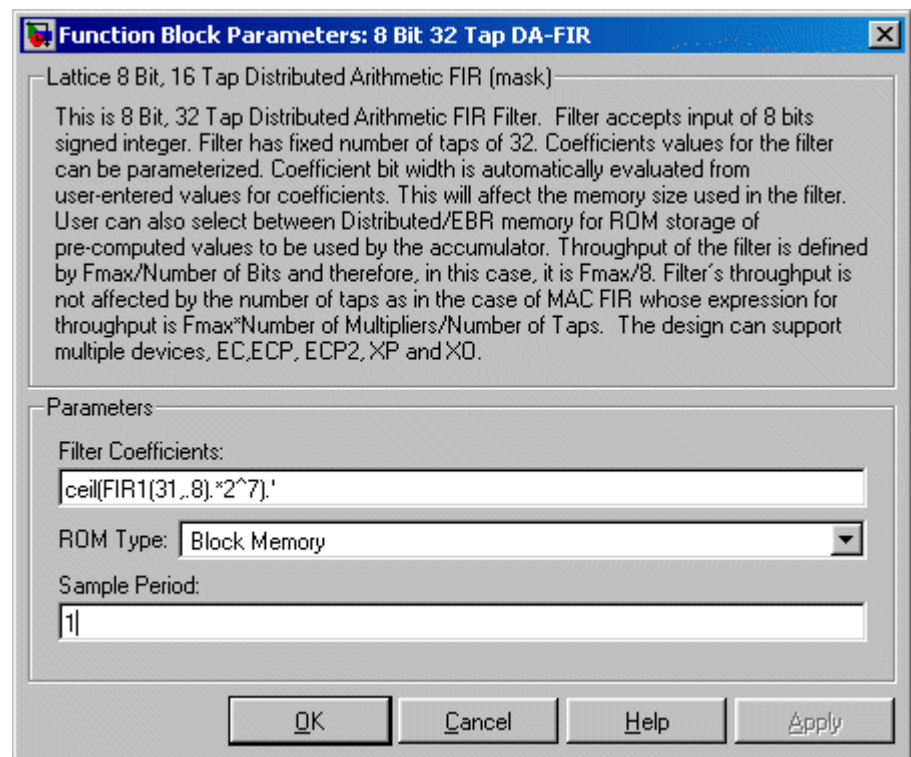 Function Block Parameters: 8 Bit 32 Tap DA-FIR
Lattice 8 Bit, 16 Tap Distributed Arithmetic FIR (mask)
This is 8 Bit, 32 Tap Distributed Arithmetic FIR Filter. Filter accepts input of 8 bits
signed integer. Filter has fixed number of taps of 32. Coefficients values for the filter
can be parameterized. Coefficient bit width is automatically evaluated from
user-entered values for coefficients. This will affect the memory size used in the filter.
User can also select between Distributed/EBR memory for ROM storage of
pre-computed values to be used by the accumulator. Throughput of the filter is defined
by Fmax/Number of Bits and therefore, in this case, it is Fmax/8. Filter´s throughput is
not affected by the number of taps as in the case of MAC FIR whose expression for
throughput is Fmax*Number of Multipliers/Number of Taps. The design can support
multiple devices, EC,ECP, ECP2, XP and XO.
Parameters
Filter Coefficients:
ceil(FIR1(31,.8).*2^7).'
ROM Type: Block Memory
Sample Period:
1
OK Cancel Help Apply